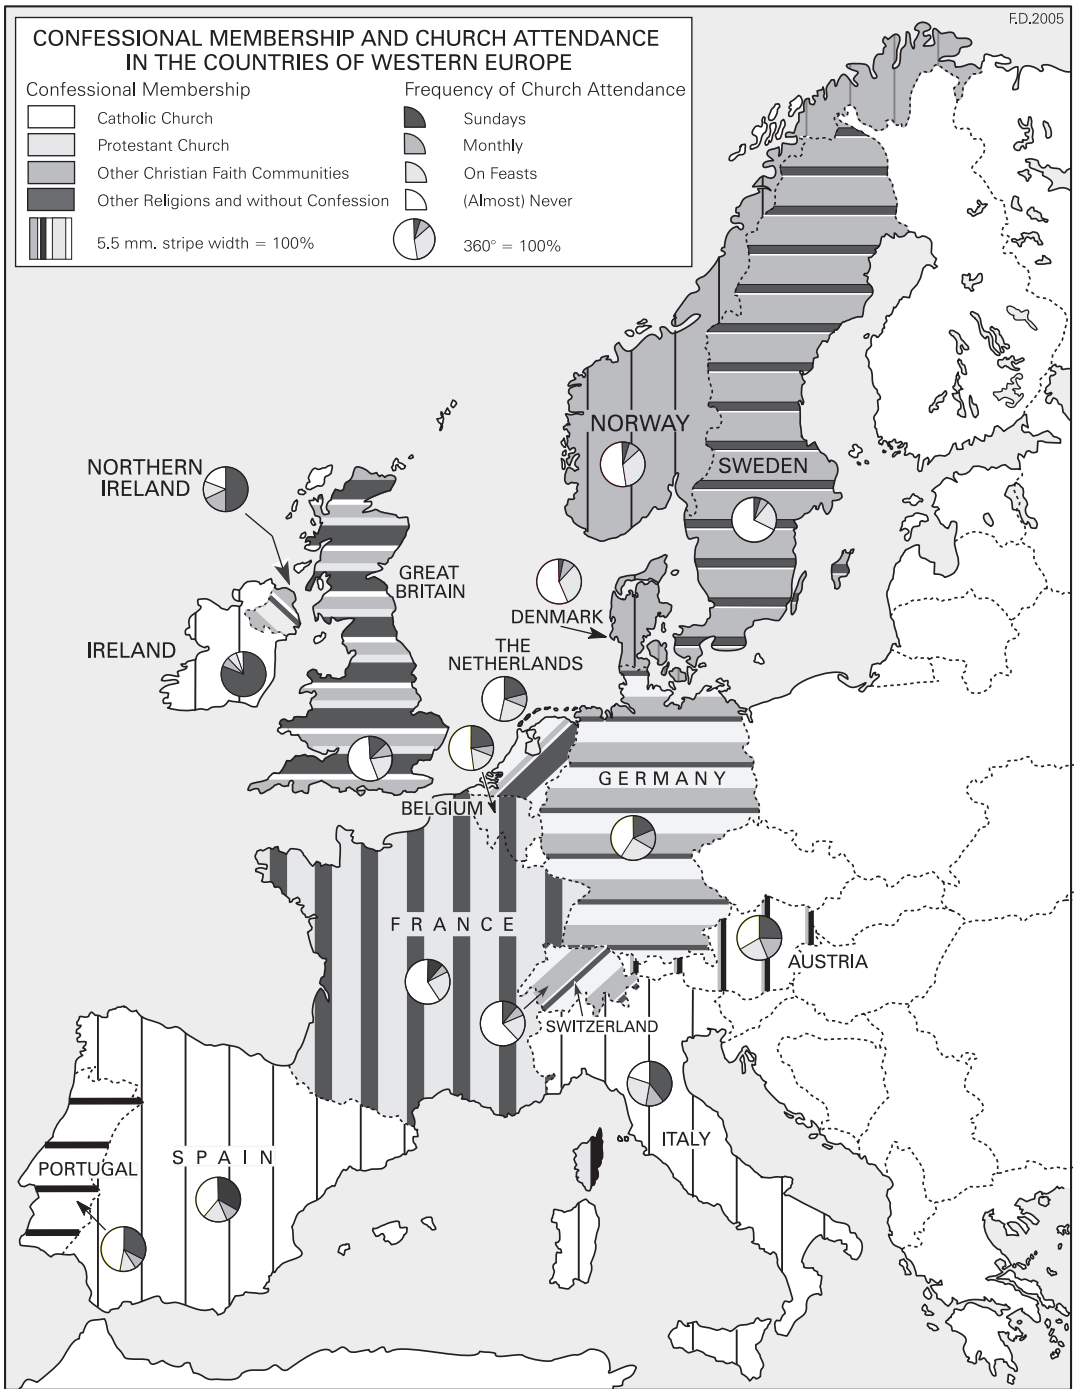 F.D.2005
CONFESSIONAL MEMBERSHIP AND CHURCH ATTENDANCE
IN THE COUNTRIES OF WESTERN EUROPE
Confessional Membership
Catholic Church
Protestant Church
Other Christian Faith Communities
Other Religions and without Confession
5.5 mm. stripe width = 100%
Frequency of Church Attendance
Sundays
Monthly
On Feasts
(Almost) Never
360° = 100%
NORWAY
SWEDEN
NORTHERN
IRELAND
GREAT
BRITAIN
DENMARK
IRELAND
THE
NETHERLANDS
GERMANY
BELGIUM
FRANCE
AUSTRIA
SWITZERLAND
ITALY
SPAIN
PORTUGAL